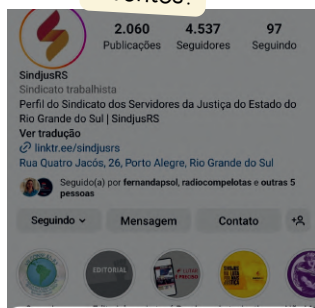 2.060 4.537 97
Publicações Seguidores Seguindo
SindjusRS
Sindicato trabalhista
Perfil do Sindicato dos Servidores da Justiça do Estado do
Rio Grande do Sul | SindjusRS
Ver tradução
linktr.ee/sindjusrs
Rua Quatro Jacós, 26, Porto Alegre, Rio Grande do Sul
Seguido(a) por fernandapsol, radiocompelotas e outras 5
pessoas
Seguindo Mensagem Contato
EDITORIAL